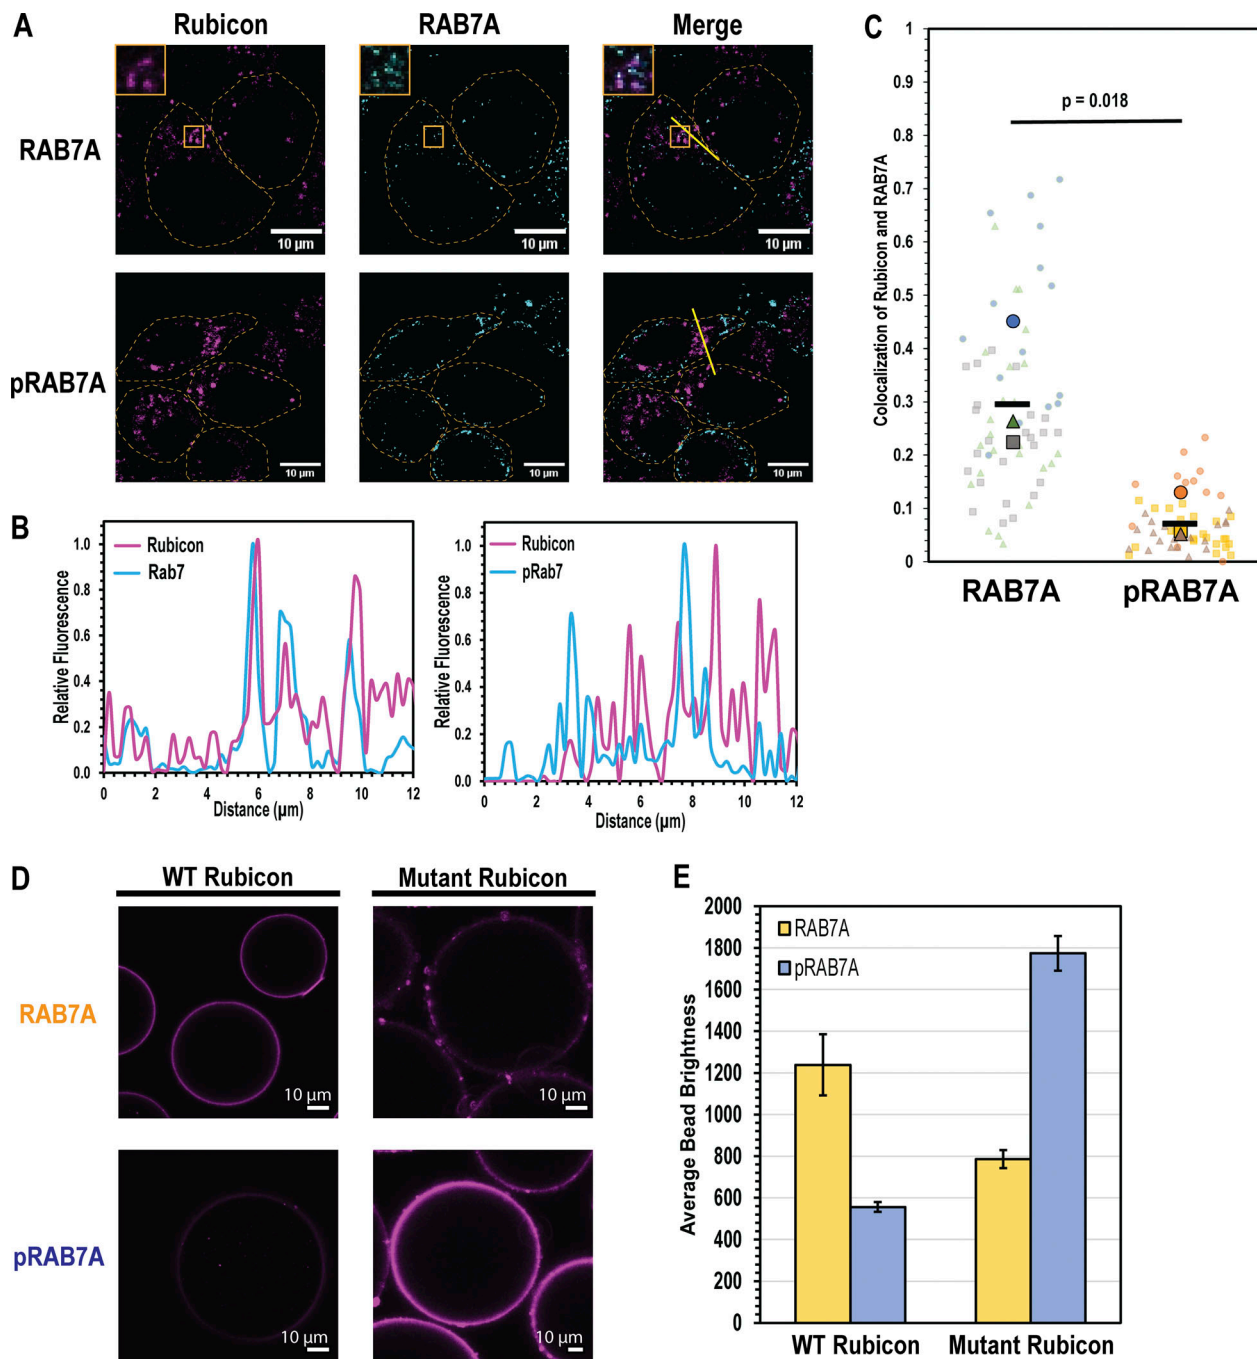 A
Rubicon
RAB7A
Merge
RAB7A
10 µm
10 µm
10 µm
pRAB7A
10 µm
10 µm
10 µm
B
Relative Fluorescence
1.0
0.8
0.6
0.4
0.2
0.0
Rubicon
Rab7
0
2
4
6
8
10
12
Distance (µm)
Relative Fluorescence
1.0
0.8
0.6
0.4
0.2
0.0
Rubicon
pRab7
0
2
4
6
8
10
12
Distance (µm)
C
Colocalization of Rubicon and RAB7A
1
0.9
0.8
0.7
0.6
0.5
0.4
0.3
0.2
0.1
0
p = 0.018
RAB7A
pRAB7A
D
WT Rubicon
Mutant Rubicon
RAB7A
10 µm
10 µm
pRAB7A
10 µm
10 µm
E
Average Bead Brightness
2000
1800
1600
1400
1200
1000
800
600
400
200
0
RAB7A
pRAB7A
WT Rubicon
Mutant Rubicon